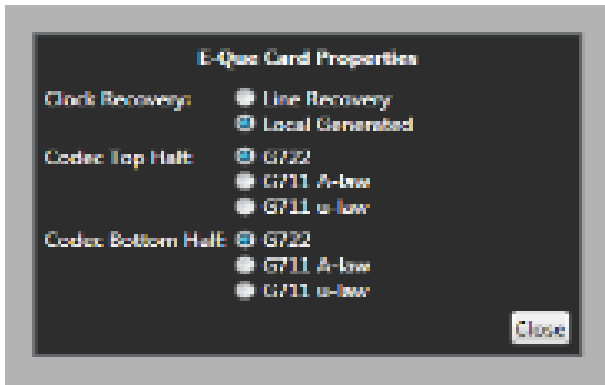 E-Que Card Properties
Clock Recovery: Line Recovery
Local Generated
Codec Top Half: G722
G711 A-law
G711 u-law
Codec Bottom Half: G722
G711 A-law
G711 u-law
Close